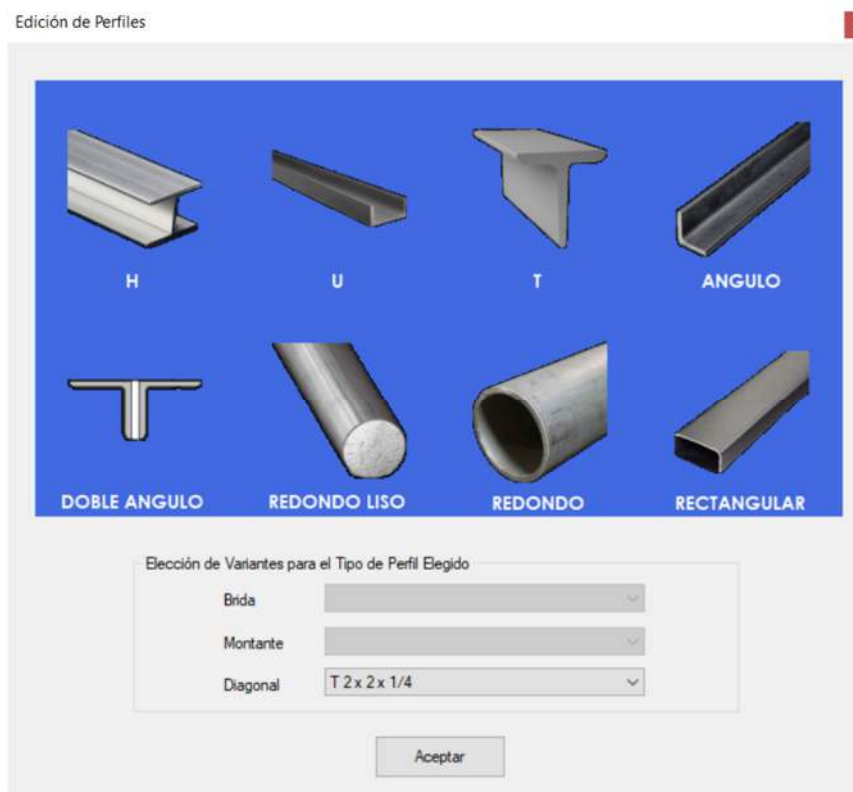 Edición de Perfiles
H U T ANGULO
DOBLE ANGULO REDONDO LISO REDONDO RECTANGULAR
Elección de Variantes para el Tipo de Perfil Elegido
Brida
Montante
Diagonal T 2 x 2 x 1/4
Aceptar